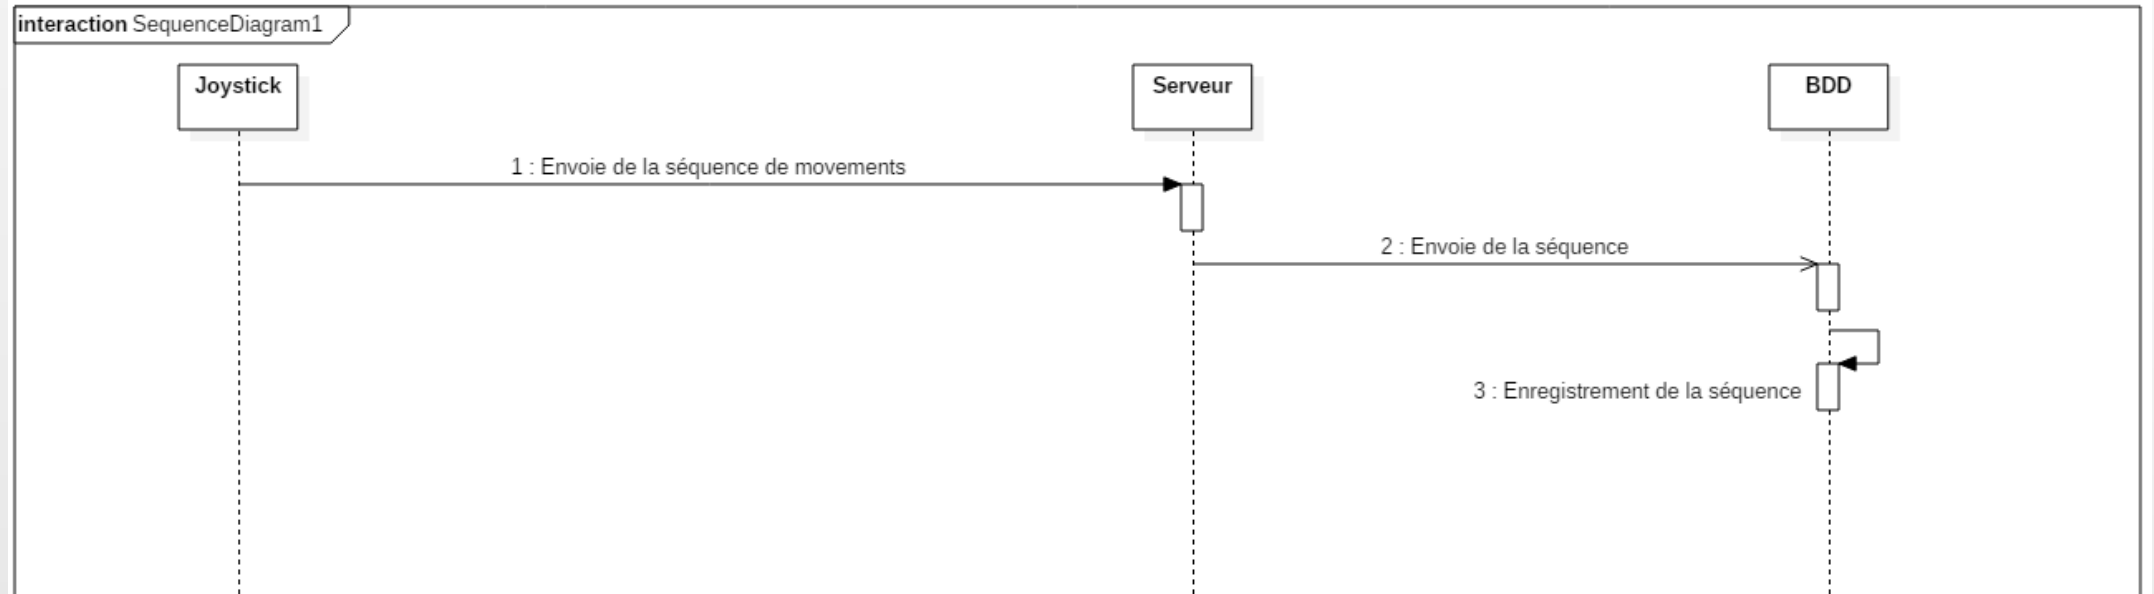 interaction SequenceDiagram1
Joystick
Serveur
BDD
1 : Envoie de la séquence de movements
2 : Envoie de la séquence
3 : Enregistrement de la séquence